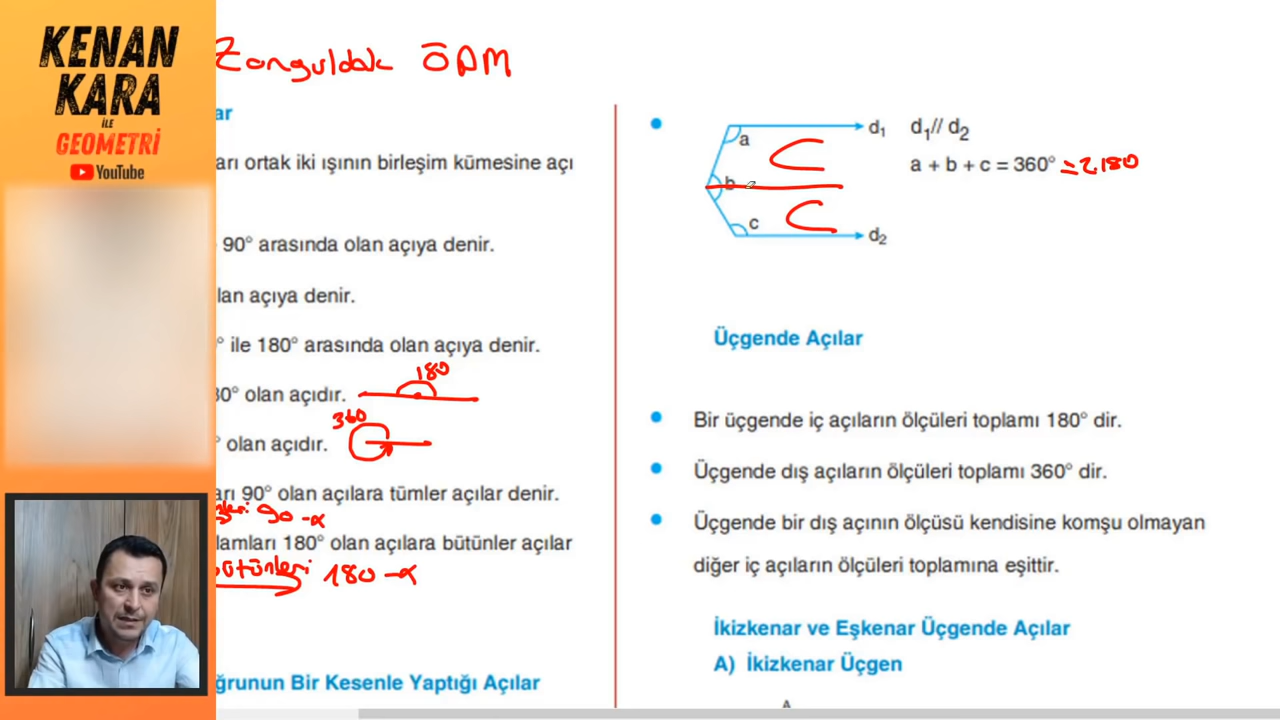 KENAN
KARA
İLE
GEOMETRİ
YouTube
Zonguldak ÖDM
ar
arı ortak iki ışının birleşim kümesine açı
90° arasında olan açıya denir.
lan açıya denir.
° ile 180° arasında olan açıya denir.
180
80° olan açıdır.
360
° olan açıdır.
arı 90° olan açılara tümler açılar denir.
90-α
lamları 180° olan açılara bütünler açılar
bütünleri 180-α
ğrunun Bir Kesenle Yaptığı Açılar
a
b
c
d₁
d₂
d₁// d₂
a + b + c = 360° = 2.180
Üçgende Açılar
• Bir üçgende iç açıların ölçüleri toplamı 180° dir.
• Üçgende dış açıların ölçüleri toplamı 360° dir.
• Üçgende bir dış açının ölçüsü kendisine komşu olmayan
diğer iç açıların ölçüleri toplamına eşittir.
İkizkenar ve Eşkenar Üçgende Açılar
A) İkizkenar Üçgen
A